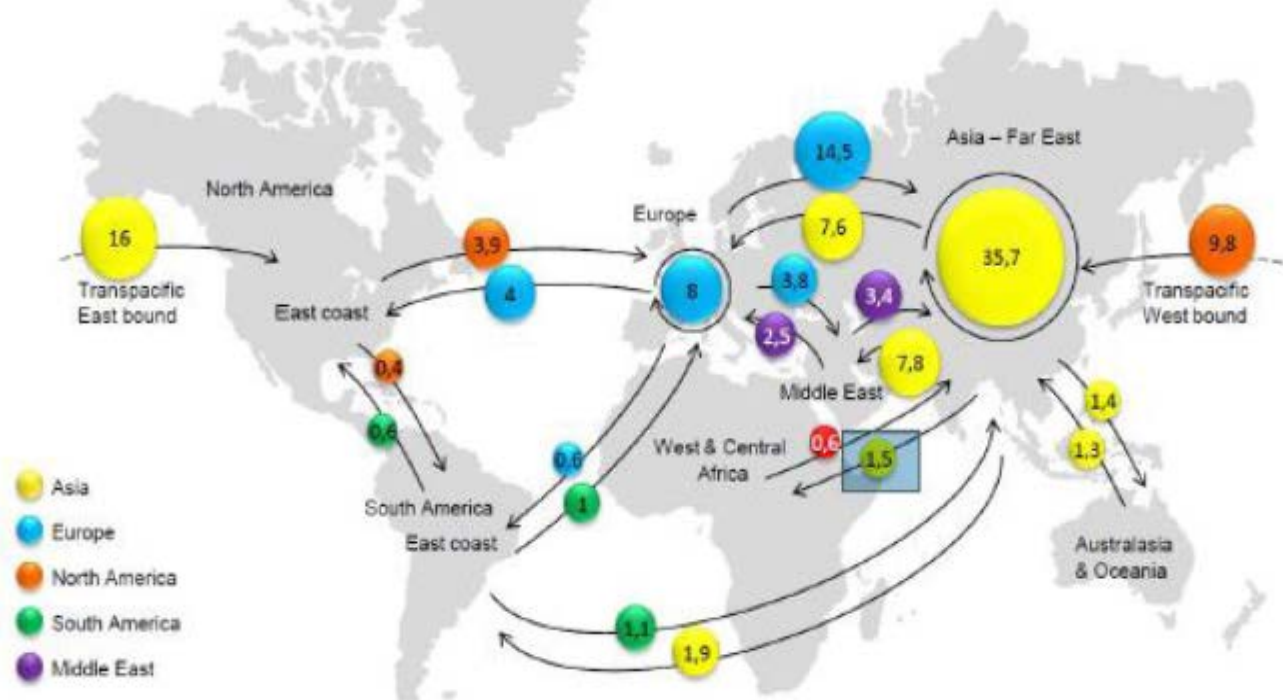 14,5
Asia – Far East
North America
Europe
16
3,9
7,6
35,7
9,8
4
8
3,8
3,4
Transpacific
East bound
East coast
Transpacific
West bound
2,5
7,8
0,4
Middle East
1,4
0,6
0,6
West & Central
Africa
1,5
1,3
0,6
Asia
1
South America
East coast
Europe
Australasia
& Oceania
North America
South America
1,1
1,9
Middle East